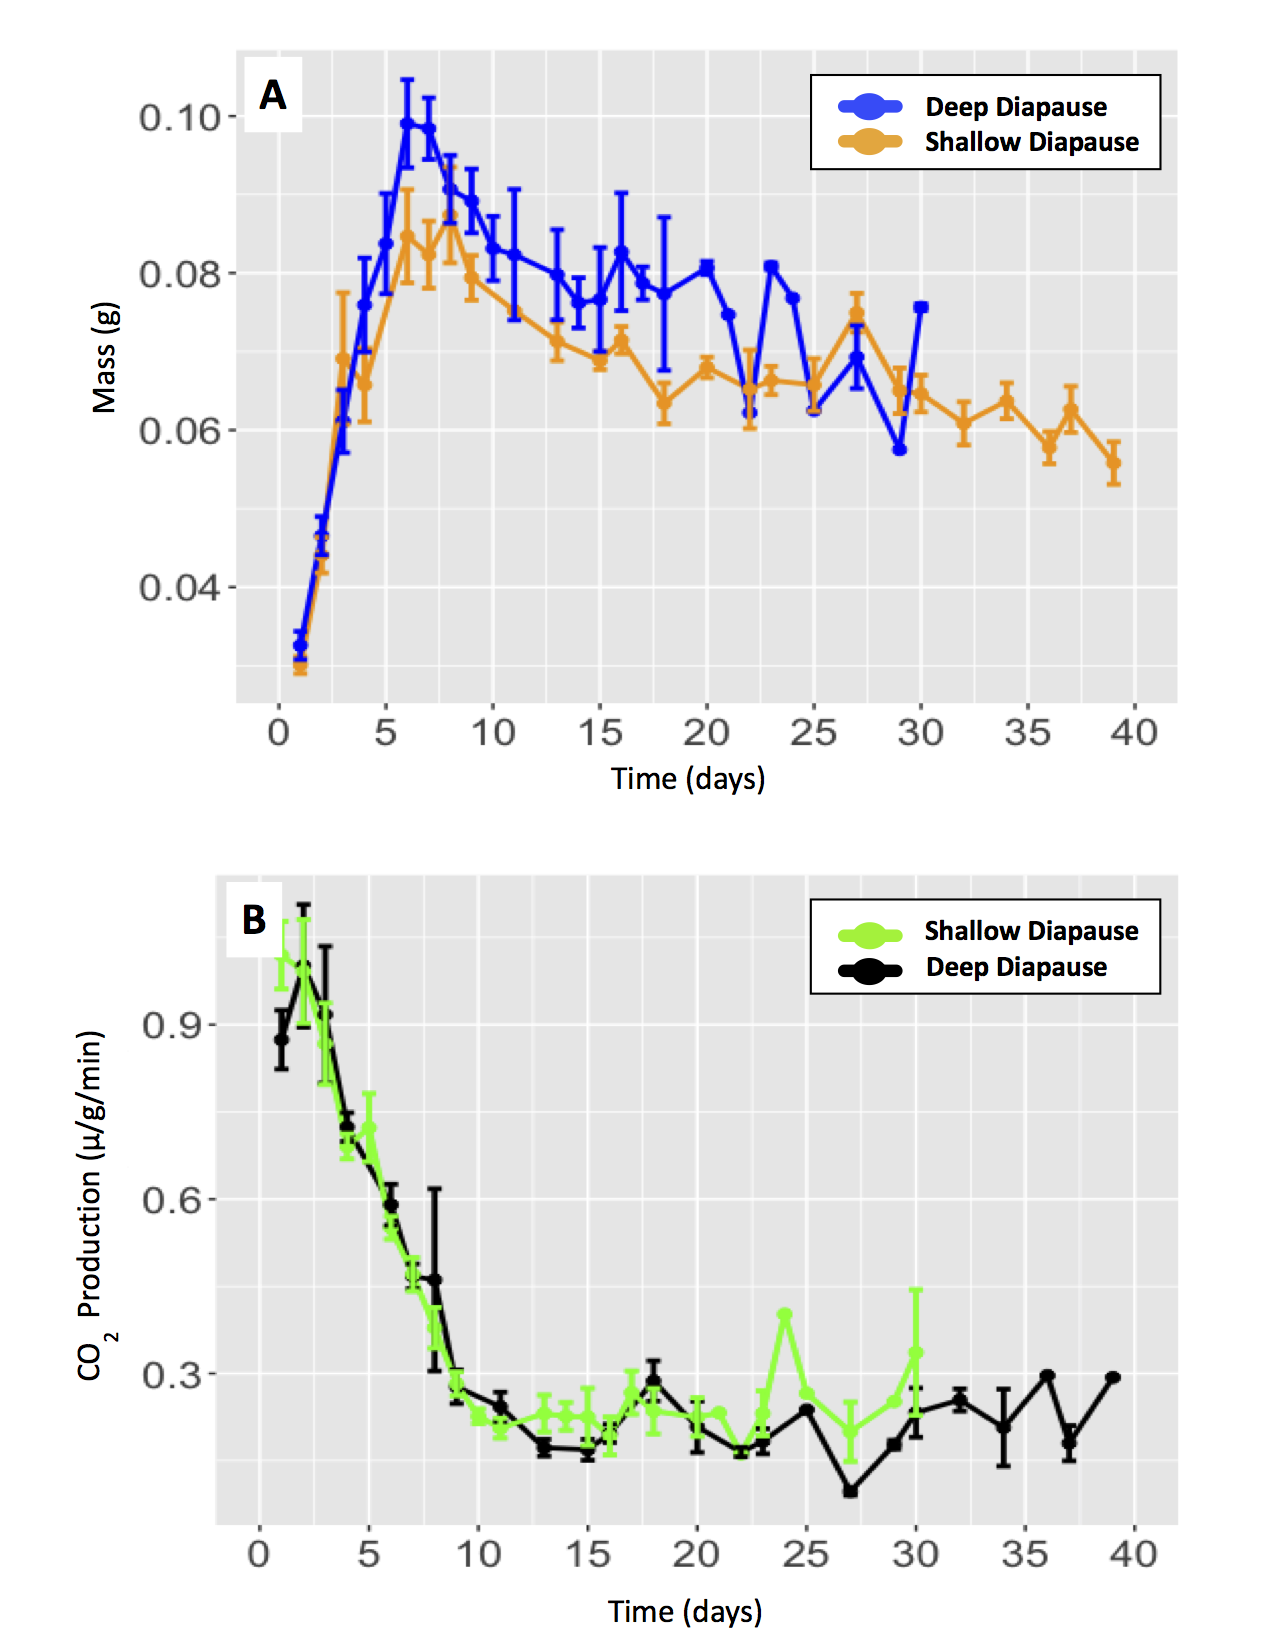 A
Deep Diapause
Shallow Diapause
0.10
0.08
0.06
0.04
Mass (g)
0 5 10 15 20 25 30 35 40
Time (days)
B
Shallow Diapause
Deep Diapause
0.9
0.6
0.3
CO2 Production (µ/g/min)
0 5 10 15 20 25 30 35 40
Time (days)